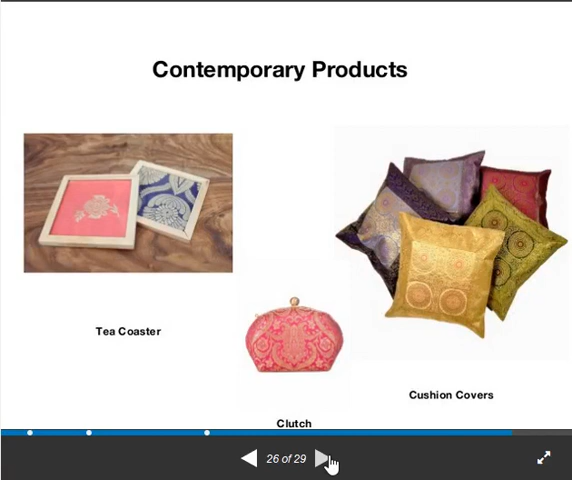 Contemporary Products
Tea Coaster
Cushion Covers
Clutch
26 of 29